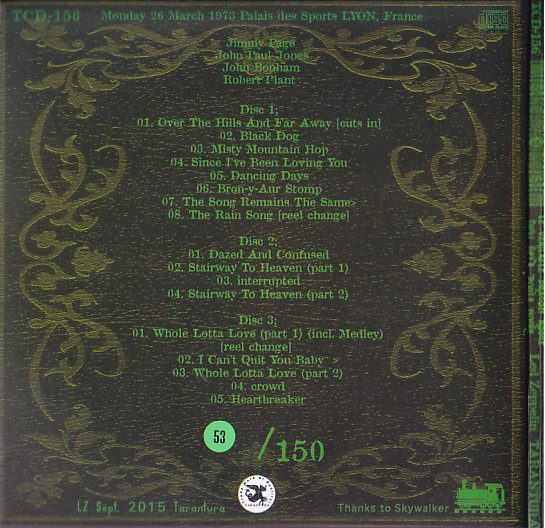 TCD-156 Monday 26 March 1973 Palais des Sports LYON, France
Jimmy Page
John Paul Jones
John Bonham
Robert Plant
Disc 1;
01. Over The Hills And Far Away [cuts in]
02. Black Dog
03. Misty Mountain Hop
04. Since I've Been Loving You
05. Dancing Days
06. Bron-y-Aur Stomp
07. The Song Remains The Same>
08. The Rain Song [reel change]
Disc 2;
01. Dazed And Confused
02. Stairway To Heaven (part 1)
03. interrupted
04. Stairway To Heaven (part 2)
Disc 3;
01. Whole Lotta Love (part 1) (incl. Medley)
[reel change]
02. I Can't Quit You Baby >
03. Whole Lotta Love (part 2)
04. crowd
05. Heartbreaker
53 /150
LZ Sept. 2015 Tarantura
Thanks to Skywalker
TCD-156
Led Zeppelin TARANTURA